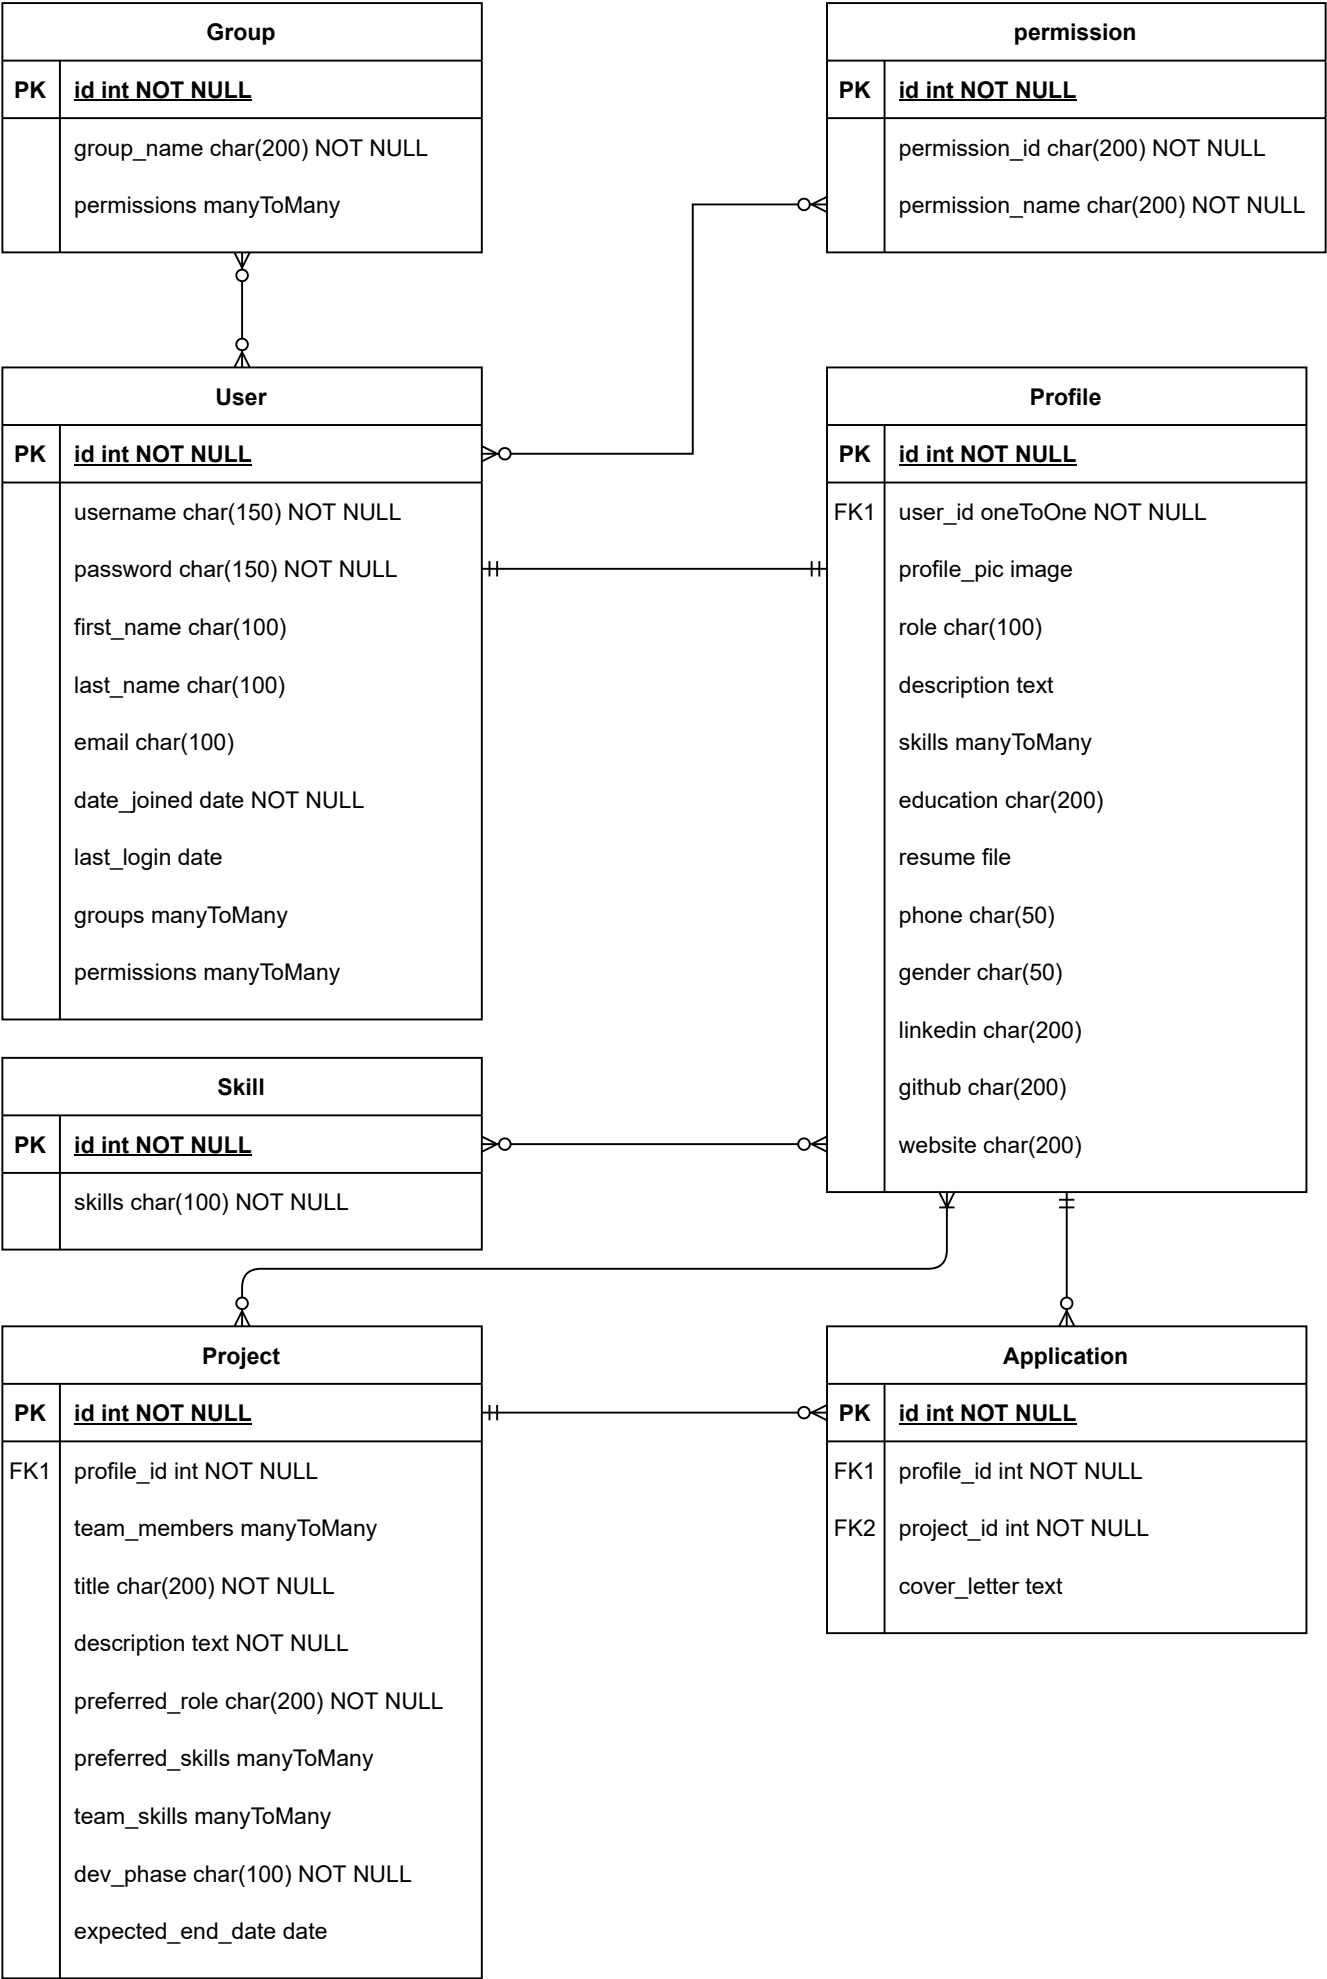 Group
PK id int NOT NULL
group_name char(200) NOT NULL
permissions manyToMany
permission
PK id int NOT NULL
permission_id char(200) NOT NULL
permission_name char(200) NOT NULL
User
PK id int NOT NULL
username char(150) NOT NULL
password char(150) NOT NULL
first_name char(100)
last_name char(100)
email char(100)
date_joined date NOT NULL
last_login date
groups manyToMany
permissions manyToMany
Profile
PK id int NOT NULL
FK1 user_id oneToOne NOT NULL
profile_pic image
role char(100)
description text
skills manyToMany
education char(200)
resume file
phone char(50)
gender char(50)
linkedin char(200)
github char(200)
website char(200)
Skill
PK id int NOT NULL
skills char(100) NOT NULL
Project
PK id int NOT NULL
FK1 profile_id int NOT NULL
team_members manyToMany
title char(200) NOT NULL
description text NOT NULL
preferred_role char(200) NOT NULL
preferred_skills manyToMany
team_skills manyToMany
dev_phase char(100) NOT NULL
expected_end_date date
Application
PK id int NOT NULL
FK1 profile_id int NOT NULL
FK2 project_id int NOT NULL
cover_letter text